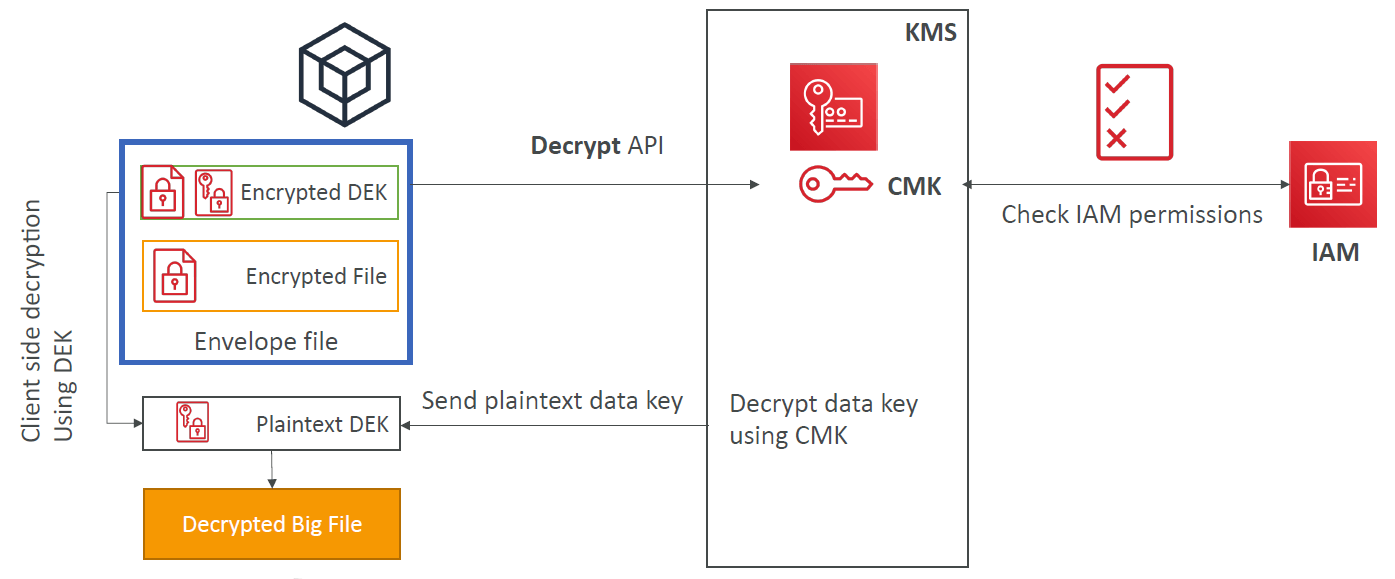 KMS
Decrypt API
Encrypted DEK
CMK
Check IAM permissions
IAM
Encrypted File
Envelope file
Client side decryption
Using DEK
Send plaintext data key
Decrypt data key
using CMK
Plaintext DEK
Decrypted Big File